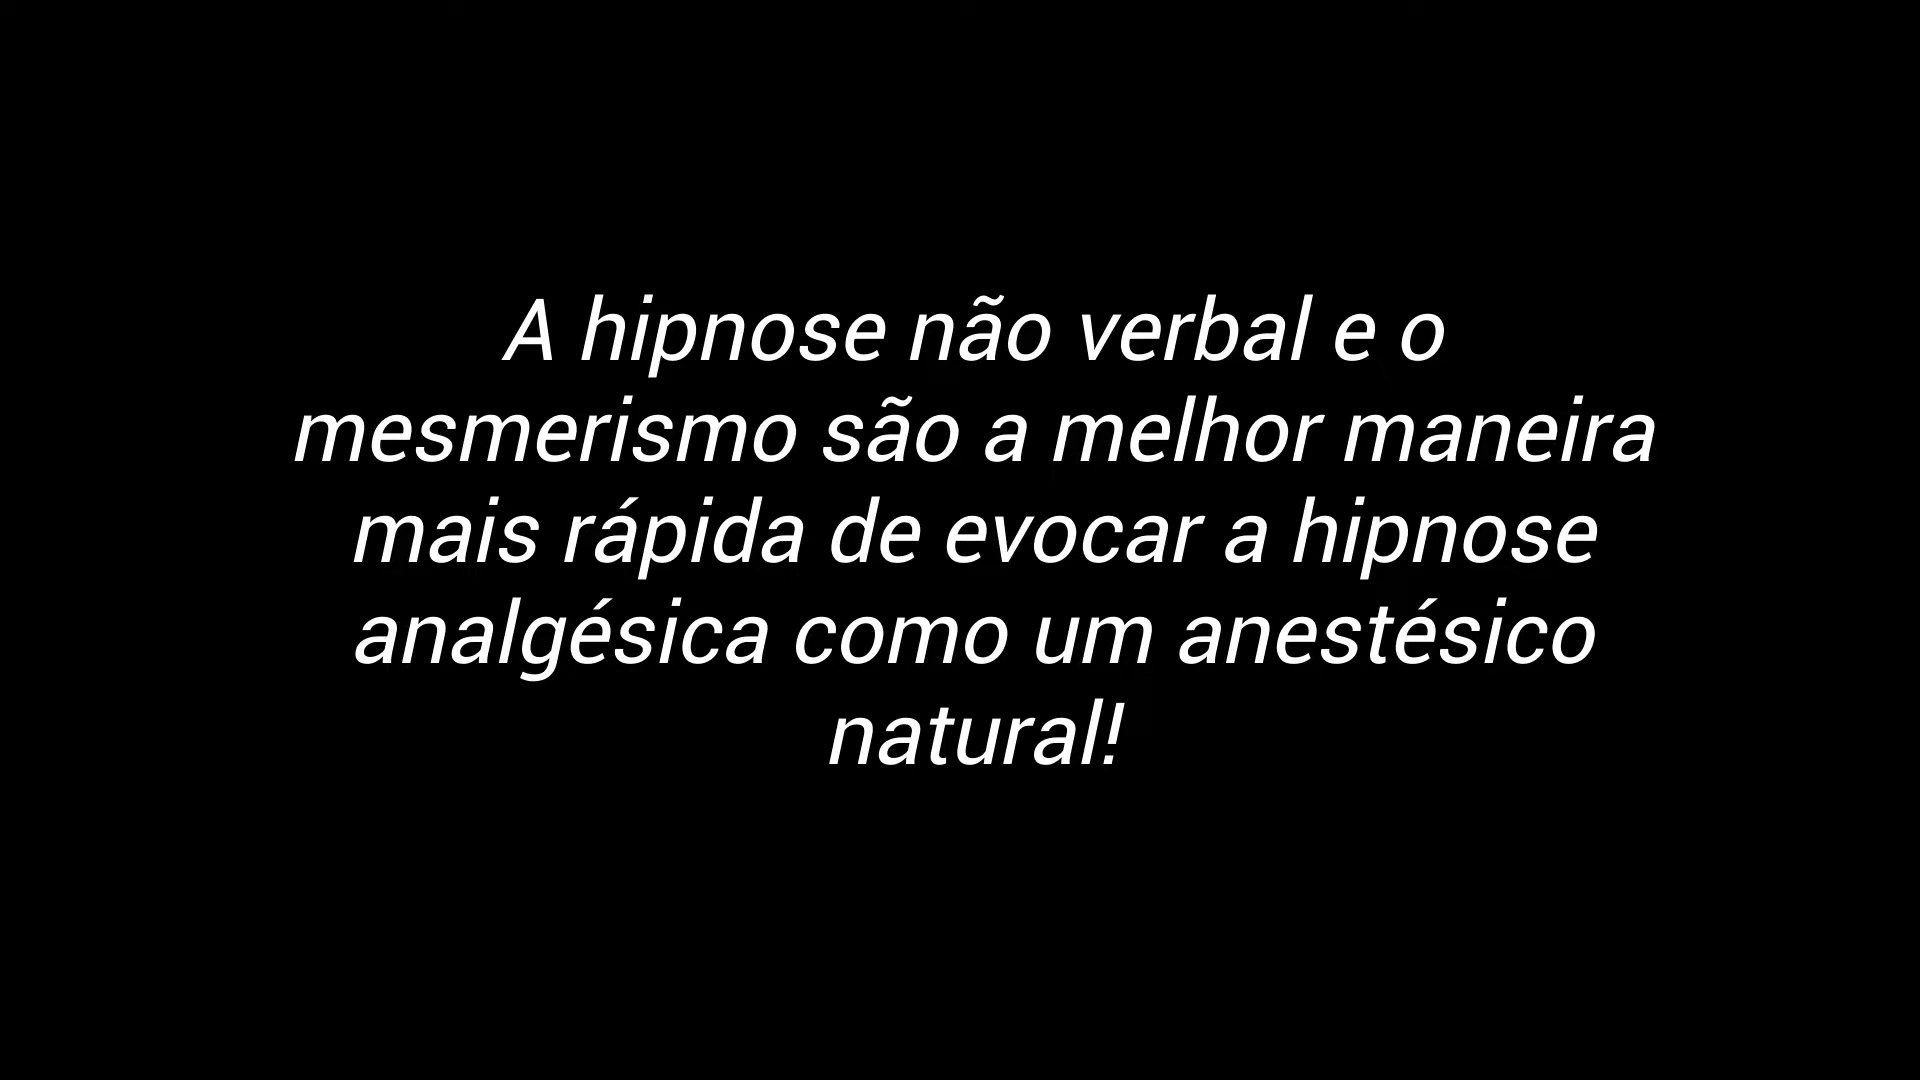 A hipnose não verbal e o
mesmerismo são a melhor maneira
mais rápida de evocar a hipnose
analgésica como um anestésico
natural!